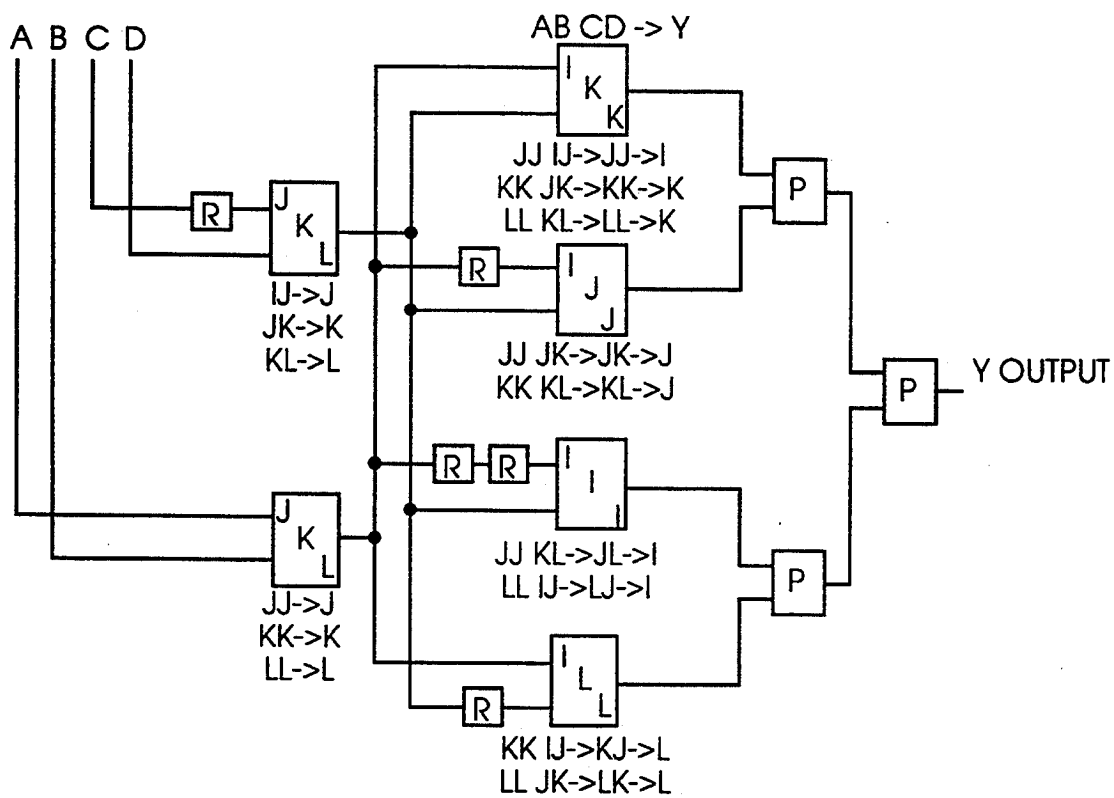 AB CD -> Y
A B C D
I K K
JJ IJ->JJ->I
KK JK->KK->K
LL KL->LL->K
P
R
J K L
IJ->J
JK->K
KL->L
R
I J J
JJ JK->JK->J
KK KL->KL->J
P
Y OUTPUT
R R
I I I
JJ KL->JL->I
LL IJ->LJ->I
J K L
JJ->J
KK->K
LL->L
P
I L L
R
KK IJ->KJ->L
LL JK->LK->L